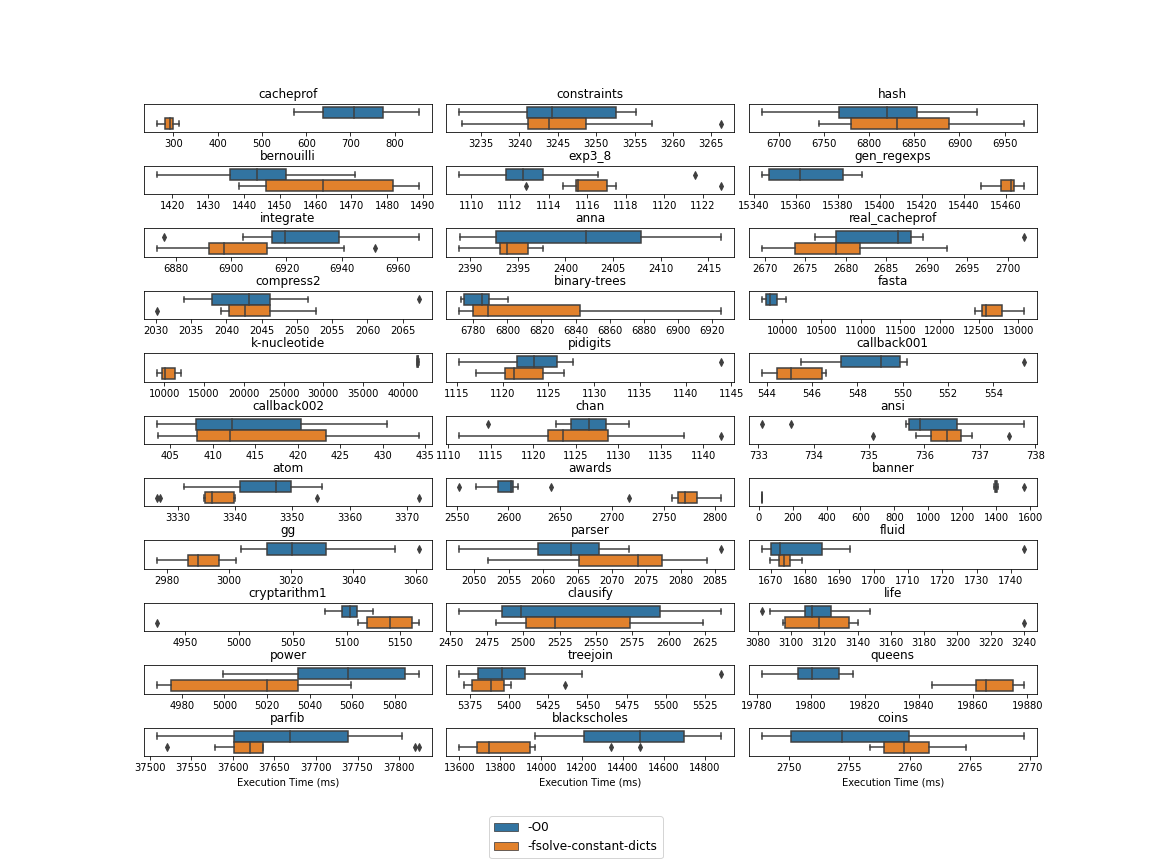 cacheprof constraints hash
300 400 500 600 700 800 3235 3240 3245 3250 3255 3260 3265 6700 6750 6800 6850 6900 6950
bernouilli exp3_8 gen_regexps
1420 1430 1440 1450 1460 1470 1480 1490 1110 1112 1114 1116 1118 1120 1122 15340 15360 15380 15400 15420 15440 15460
integrate anna real_cacheprof
6880 6900 6920 6940 6960 2390 2395 2400 2405 2410 2415 2670 2675 2680 2685 2690 2695 2700
compress2 binary-trees fasta
2030 2035 2040 2045 2050 2055 2060 2065 6780 6800 6820 6840 6860 6880 6900 6920 10000 10500 11000 11500 12000 12500 13000
k-nucleotide pidigits callback001
10000 15000 20000 25000 30000 35000 40000 1115 1120 1125 1130 1135 1140 1145 544 546 548 550 552 554
callback002 chan ansi
405 410 415 420 425 430 435 1110 1115 1120 1125 1130 1135 1140 733 734 735 736 737 738
atom awards banner
3330 3340 3350 3360 3370 2550 2600 2650 2700 2750 2800 0 200 400 600 800 1000 1200 1400 1600
gg parser fluid
2980 3000 3020 3040 3060 2050 2055 2060 2065 2070 2075 2080 2085 1670 1680 1690 1700 1710 1720 1730 1740
cryptarithm1 clausify life
4950 5000 5050 5100 5150 2450 2475 2500 2525 2550 2575 2600 2625 3080 3100 3120 3140 3160 3180 3200 3220 3240
power treejoin queens
4980 5000 5020 5040 5060 5080 5375 5400 5425 5450 5475 5500 5525 19780 19800 19820 19840 19860 19880
parfib blackscholes coins
37500 37550 37600 37650 37700 37750 37800 13600 13800 14000 14200 14400 14600 14800 2750 2755 2760 2765 2770
Execution Time (ms) Execution Time (ms) Execution Time (ms)
-O0
-fsolve-constant-dicts